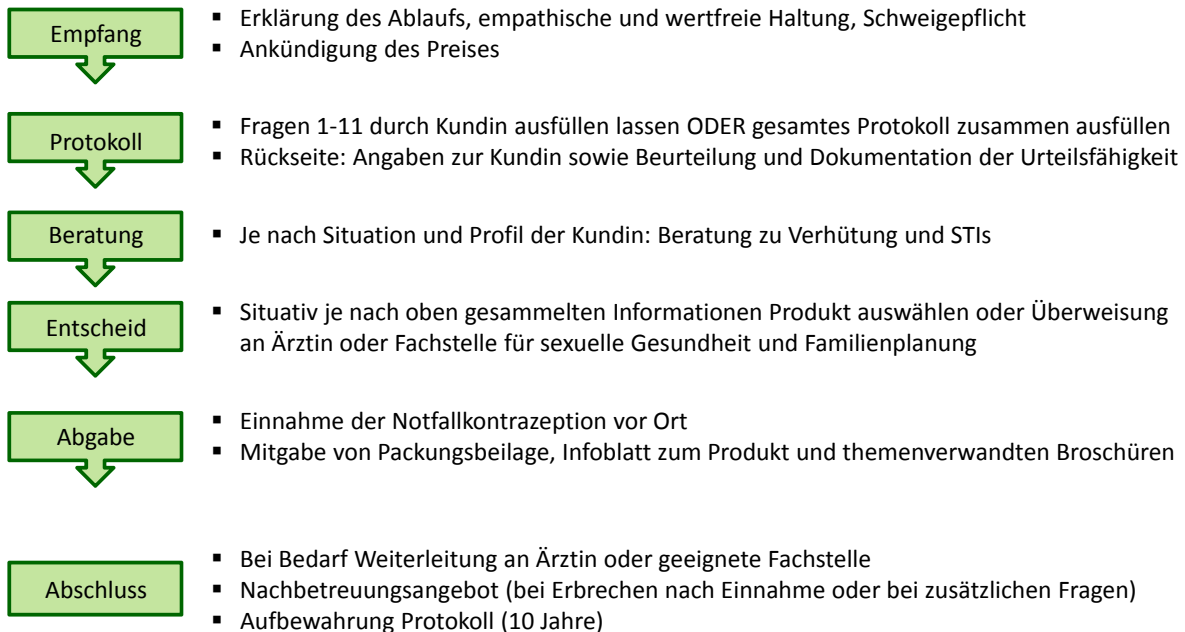 Empfang
▪ Erklärung des Ablaufs, empathische und wertfreie Haltung, Schweigepflicht
▪ Ankündigung des Preises
Protokoll
▪ Fragen 1-11 durch Kundin ausfüllen lassen ODER gesamtes Protokoll zusammen ausfüllen
▪ Rückseite: Angaben zur Kundin sowie Beurteilung und Dokumentation der Urteilsfähigkeit
Beratung
▪ Je nach Situation und Profil der Kundin: Beratung zu Verhütung und STIs
Entscheid
▪ Situativ je nach oben gesammelten Informationen Produkt auswählen oder Überweisung
an Ärztin oder Fachstelle für sexuelle Gesundheit und Familienplanung
Abgabe
▪ Einnahme der Notfallkontrazeption vor Ort
▪ Mitgabe von Packungsbeilage, Infoblatt zum Produkt und themenverwandten Broschüren
Abschluss
▪ Bei Bedarf Weiterleitung an Ärztin oder geeignete Fachstelle
▪ Nachbetreuungsangebot (bei Erbrechen nach Einnahme oder bei zusätzlichen Fragen)
▪ Aufbewahrung Protokoll (10 Jahre)